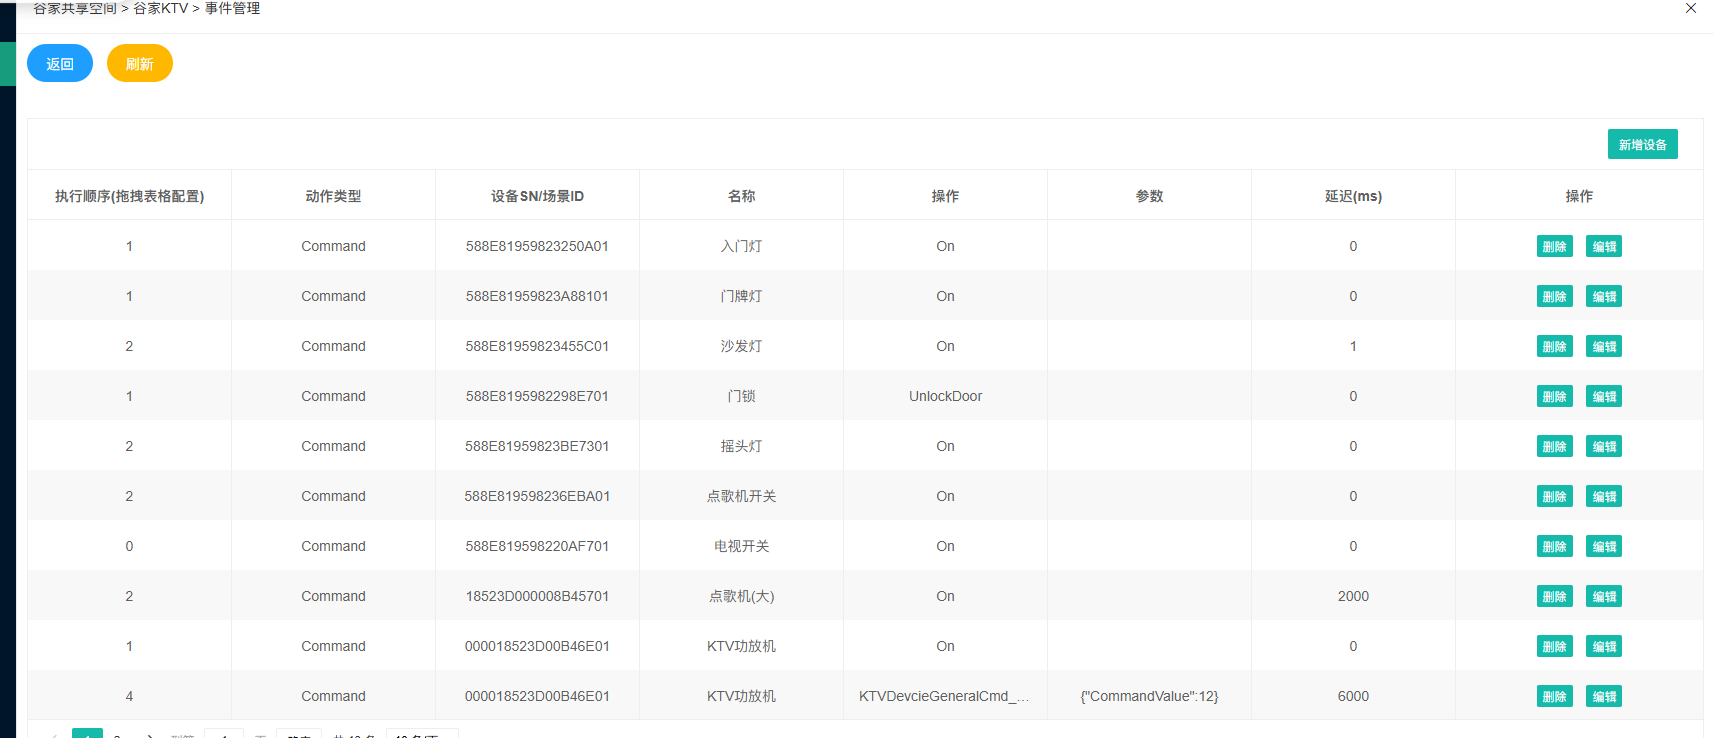 谷家共享空间 > 谷家KTV > 事件管理
返回 刷新
新增设备
执行顺序(拖拽表格配置) 动作类型 设备SN/场景ID 名称 操作 参数 延迟(ms) 操作
1 Command 588E81959823250A01 入门灯 On 0 删除 编辑
1 Command 588E81959823A88101 门牌灯 On 0 删除 编辑
2 Command 588E81959823455C01 沙发灯 On 1 删除 编辑
1 Command 588E8195982298E701 门锁 UnlockDoor 0 删除 编辑
2 Command 588E81959823BE7301 摇头灯 On 0 删除 编辑
2 Command 588E819598236EBA01 点歌机开关 On 0 删除 编辑
0 Command 588E819598220AF701 电视开关 On 0 删除 编辑
2 Command 18523D000008B45701 点歌机(大) On 2000 删除 编辑
1 Command 000018523D00B46E01 KTV功放机 On 0 删除 编辑
4 Command 000018523D00B46E01 KTV功放机 KTVDevcieGeneralCmd_... {"CommandValue":12} 6000 删除 编辑